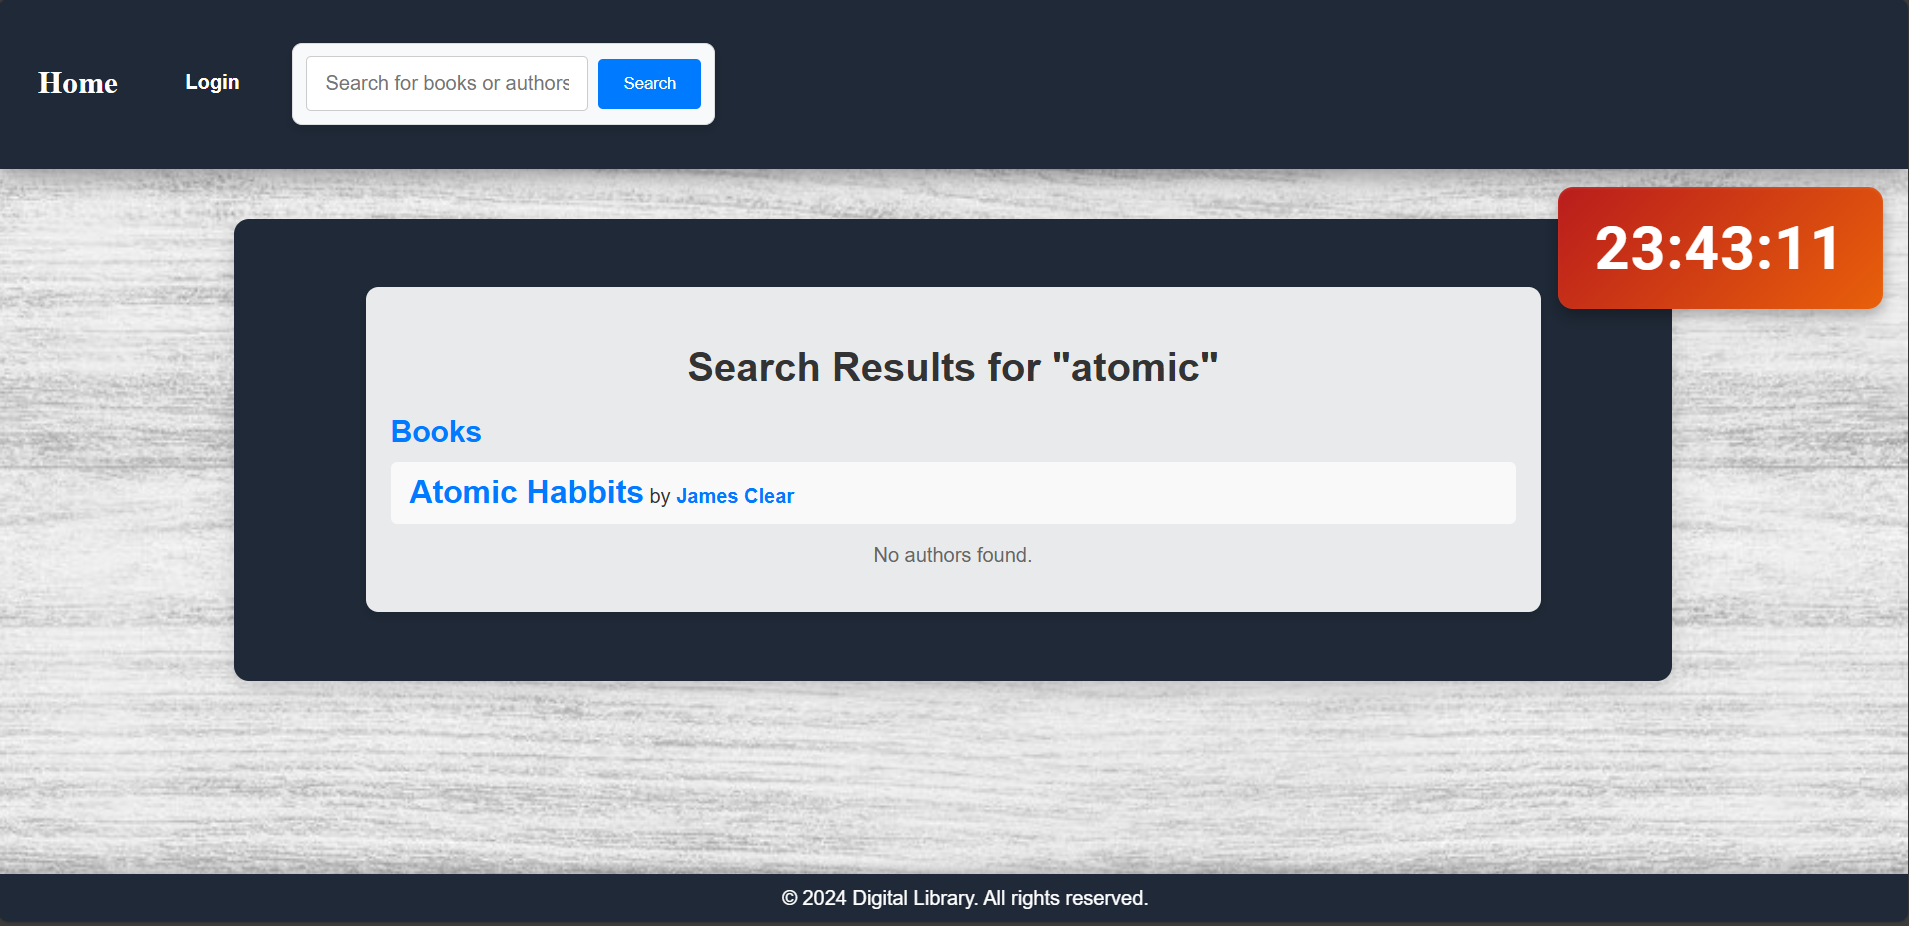 Home Login Search for books or authors Search
23:43:11
Search Results for "atomic"
Books
Atomic Habbits by James Clear
No authors found.
© 2024 Digital Library. All rights reserved.